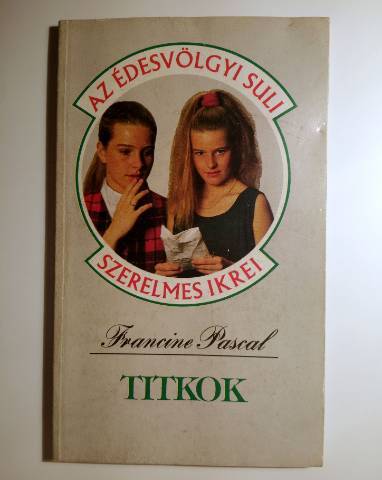 AZ ÉDESVÖLGYI SULI
SZERELMES IKREI
Francine Pascal
TITKOK